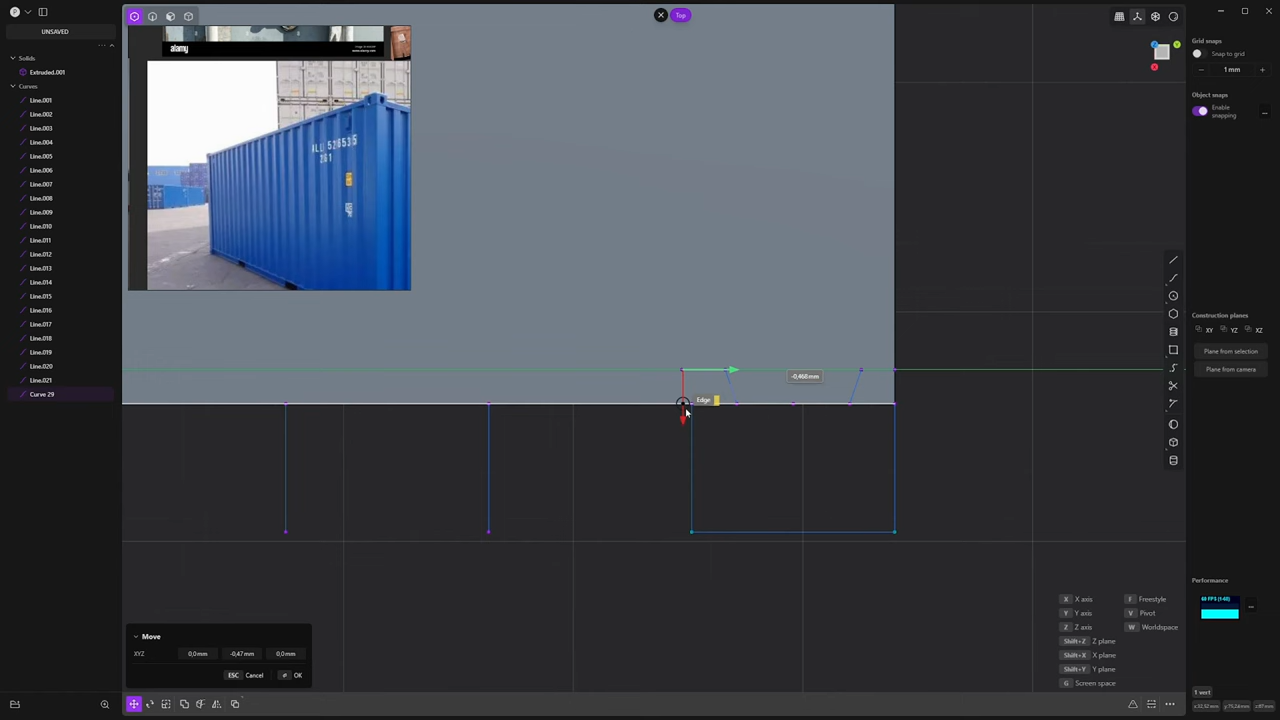 UNSAVED
Solids
Extruded.001
Curves
Line.001
Line.002
Line.003
Line.004
Line.005
Line.006
Line.007
Line.008
Line.009
Line.010
Line.011
Line.012
Line.013
Line.014
Line.015
Line.016
Line.017
Line.018
Line.019
Line.020
Line.021
Curve 29
alamy
Top
-0,468mm
Edge
Move
XYZ 0,0mm -0,47mm 0,0mm
ESC Cancel OK
X X axis F Freestyle
Y Y axis V Pivot
Z Z axis W Worldspace
Shift+Z Z plane
Shift+X X plane
Shift+Y Y plane
G Screen space
Grid snaps
Snap to grid
1 mm
Object snaps
Enable
snapping
Construction planes
XY YZ XZ
Plane from selection
Plane from camera
Performance
1 vert